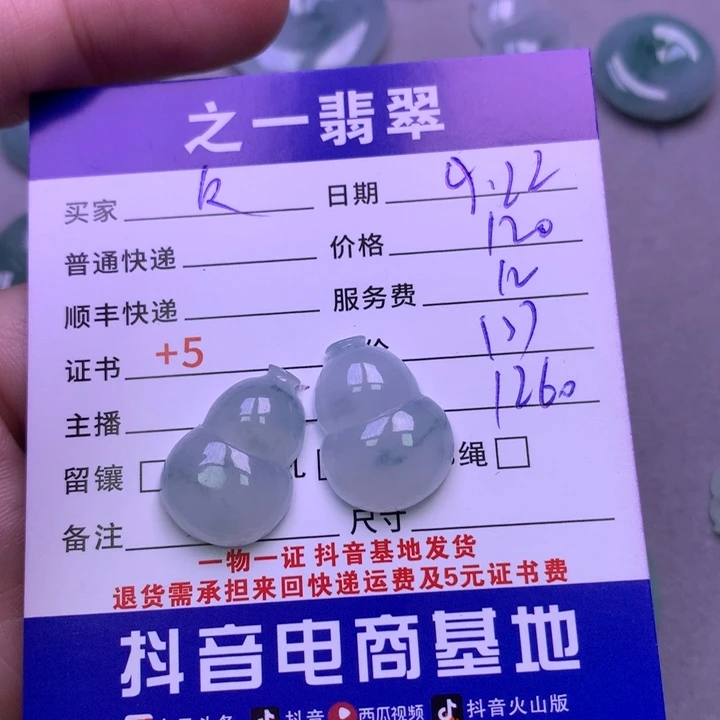 之一翡翠
买家 k 日期 9.22
普通快递 价格 120
顺丰快递 服务费 12
证书 +5 价 137
主播 1260
留镶 绳
备注 尺寸
一物一证 抖音基地发货
退货需承担来回快递运费及5元证书费
抖音电商基地
抖音 西瓜视频 抖音火山版